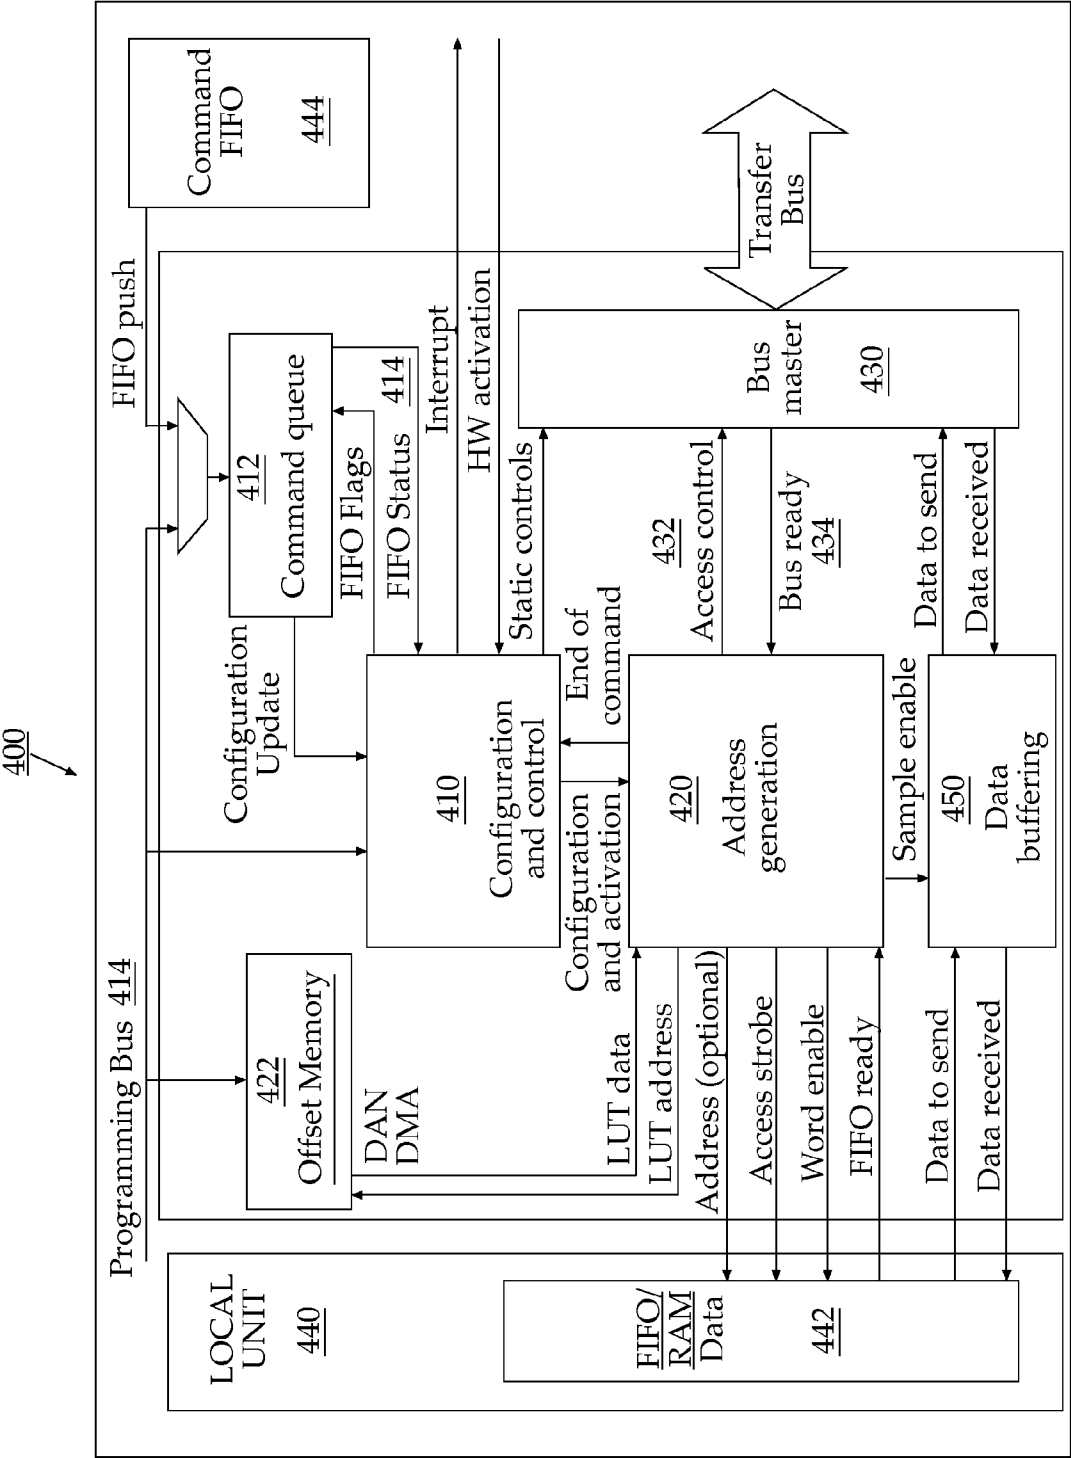 400
Programming Bus 414
FIFO push
Command
FIFO
444
LOCAL
UNIT
440
422
Offset Memory
DAN
DMA
Configuration
Update
412
Command queue
FIFO Flags
FIFO Status 414
Interrupt
HW activation
410
Configuration
and control
Static controls
Configuration
and activation
End of
command
FIFO/
RAM
Data
442
LUT data
LUT address
Address (optional)
Access strobe
Word enable
FIFO ready
420
Address
generation
432
Access control
Bus ready
434
Bus
master
430
Transfer
Bus
Sample enable
Data to send
Data received
450
Data
buffering
Data to send
Data received